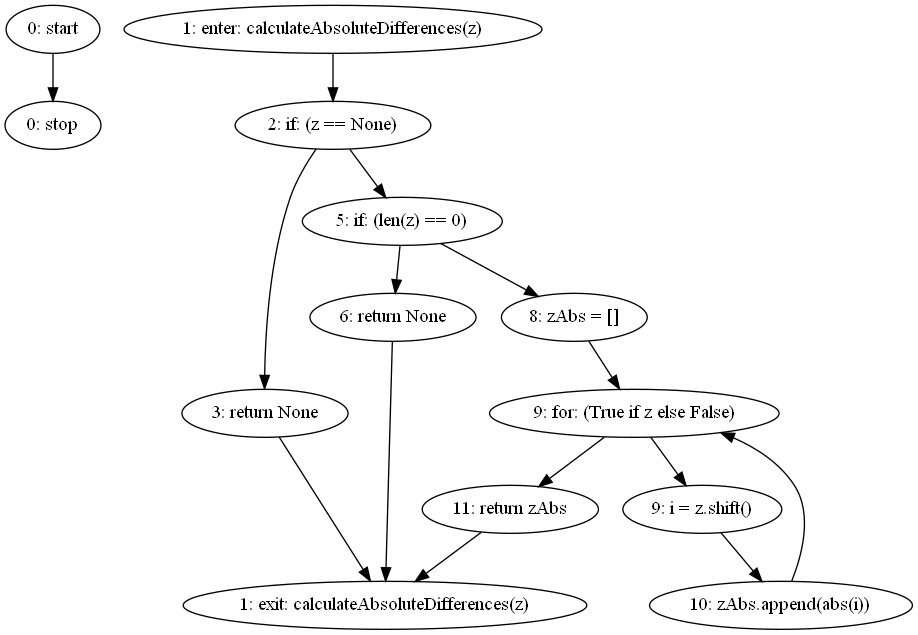 0: start
1: enter: calculateAbsoluteDifferences(z)
0: stop
2: if: (z == None)
5: if: (len(z) == 0)
6: return None
8: zAbs = []
3: return None
9: for: (True if z else False)
11: return zAbs
9: i = z.shift()
1: exit: calculateAbsoluteDifferences(z)
10: zAbs.append(abs(i))